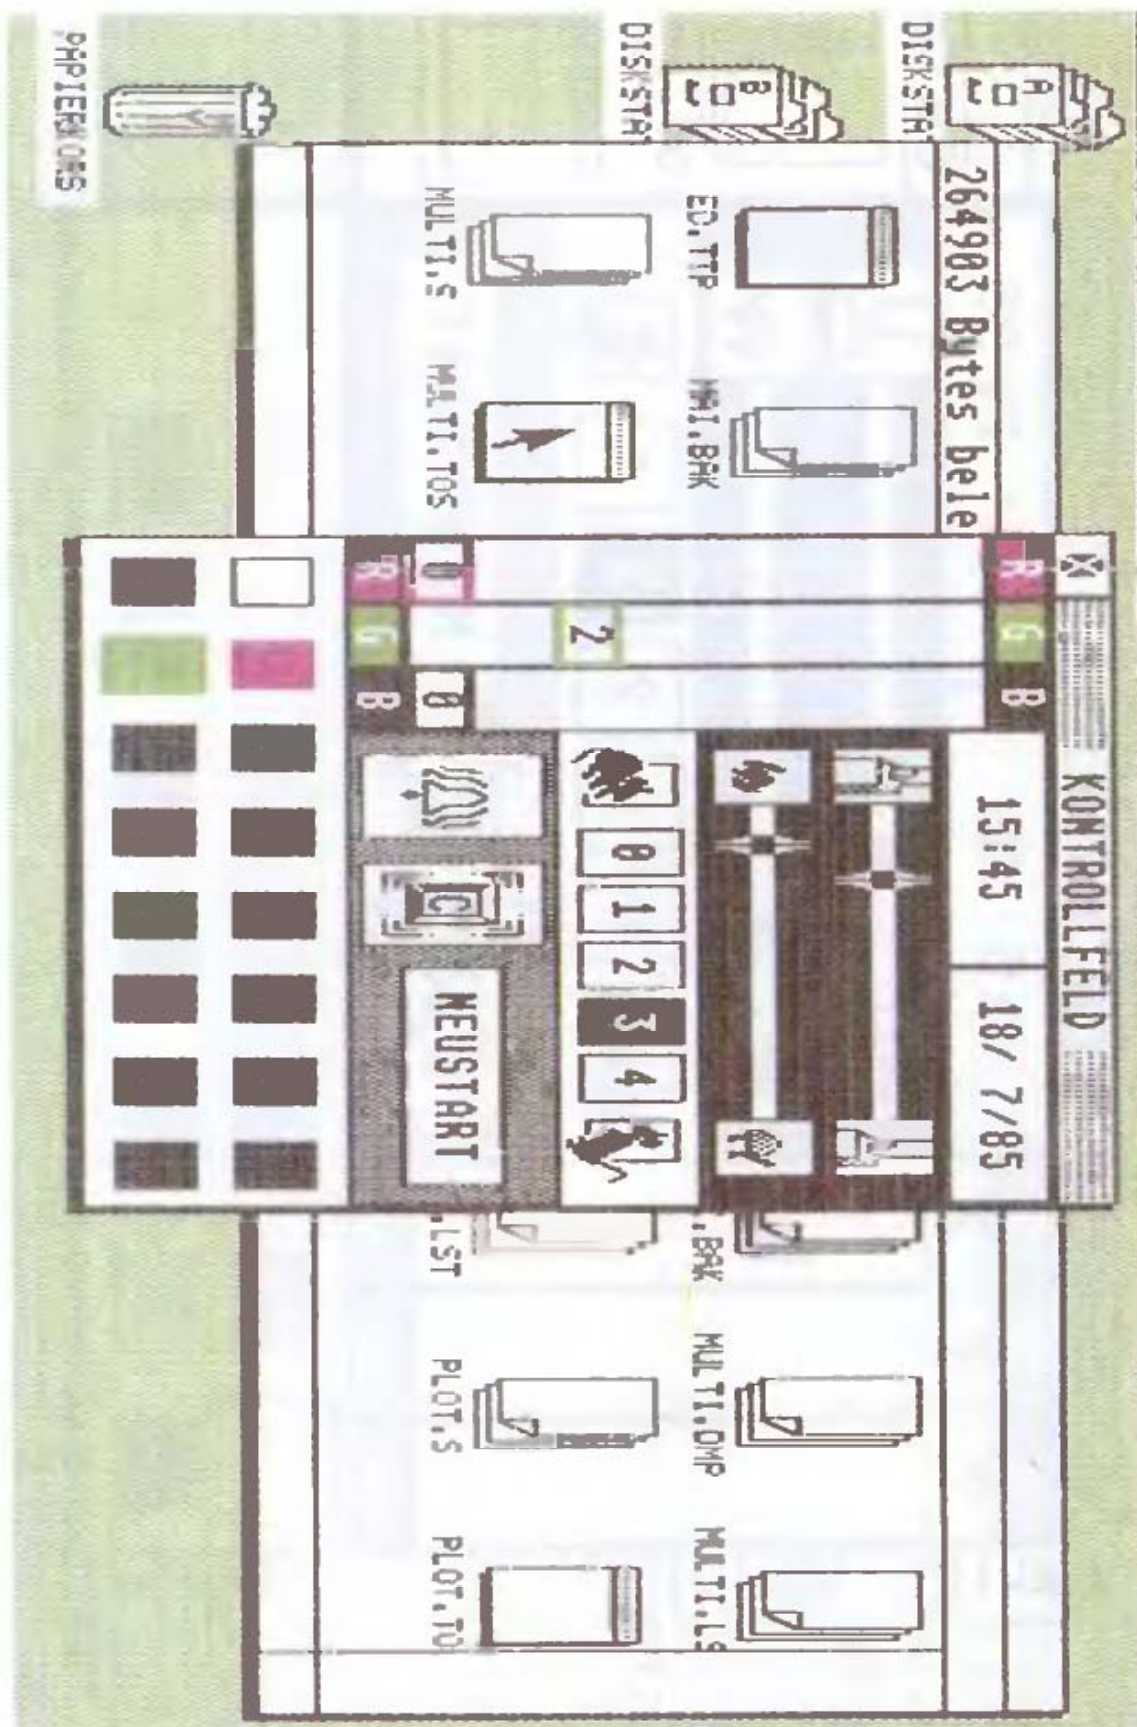 DISKSTA
DISKSTA
PAPIERKORB
264903 Bytes bele
A
B
ED.TTP
MAI.BAK
.BAK
MULTI.DMP
MULTI.LS
MULTI.S
MULTI.TOS
.LST
PLOT.S
PLOT.TO
KONTROLLFELD
R G B
15:45
18/ 7/85
2
0 0
0 1 2 3 4
R G B
C
NEUSTART